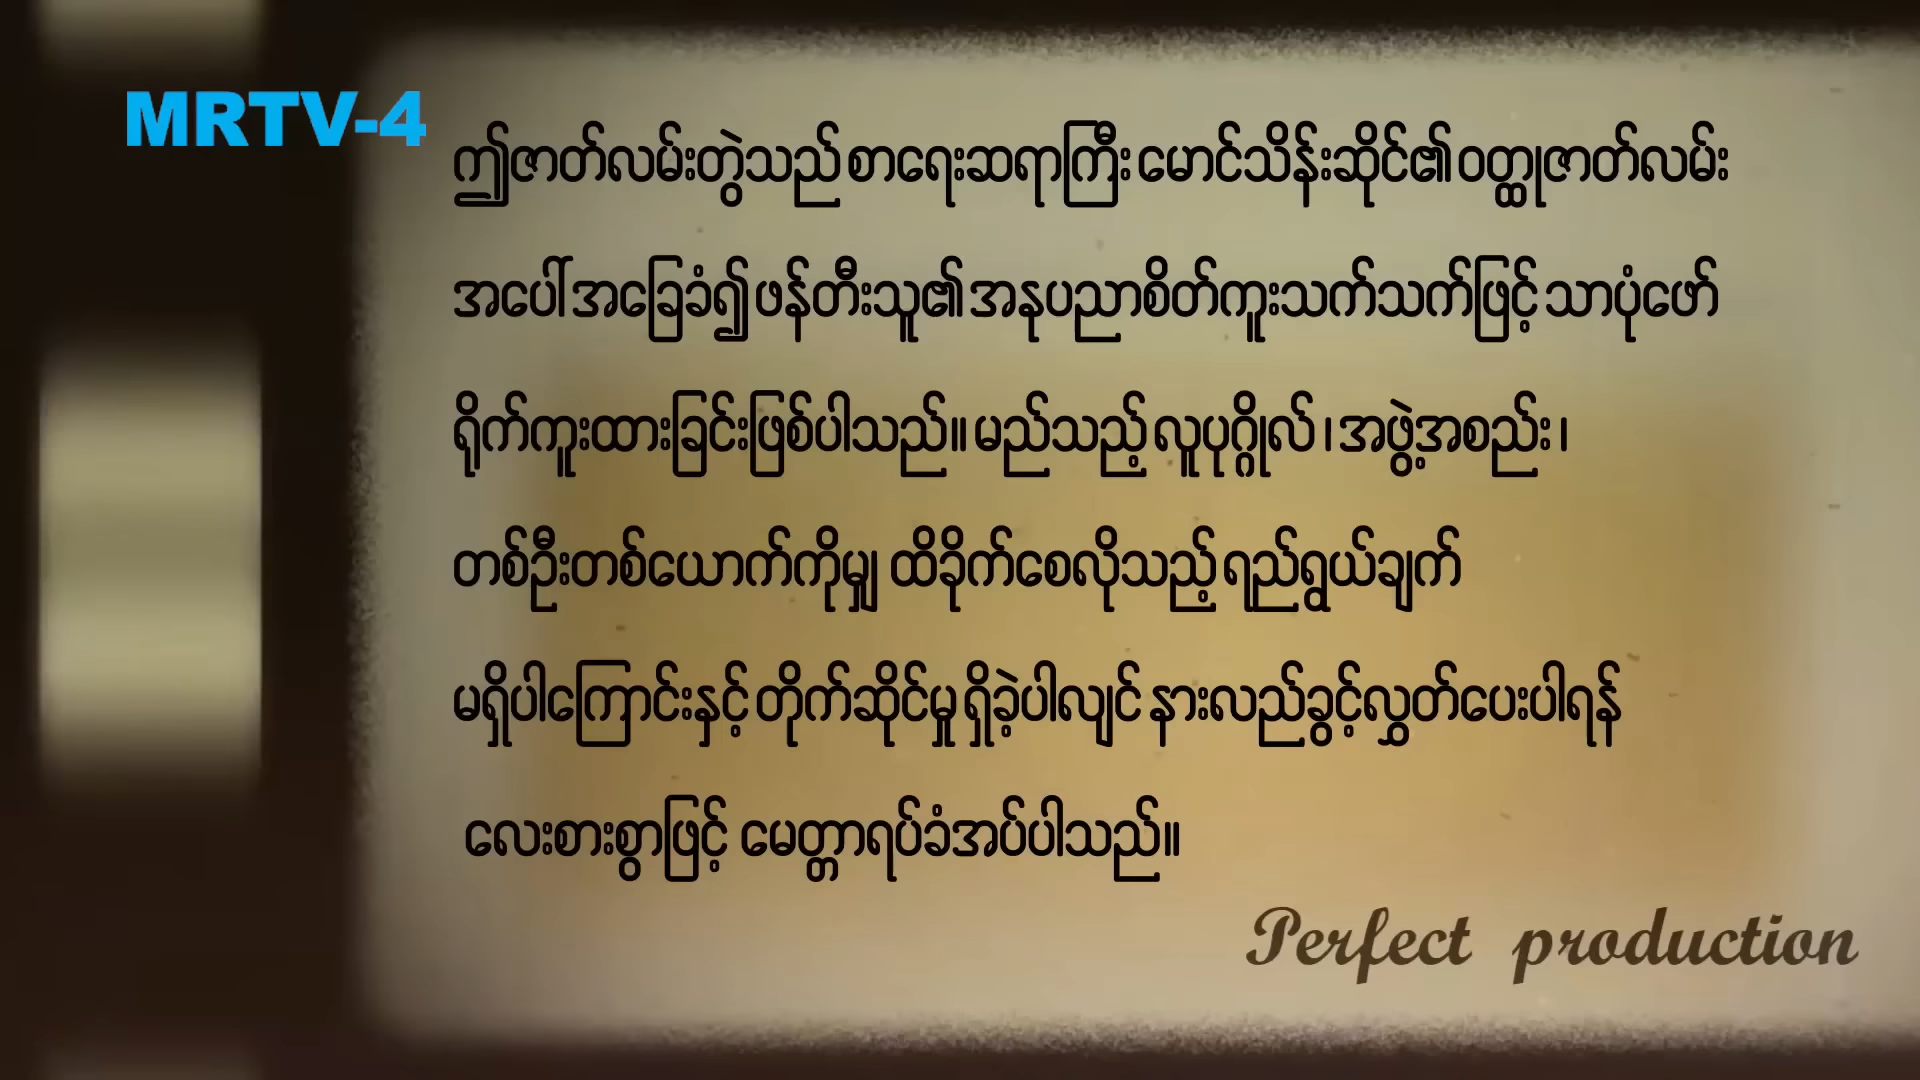 MRTV-4
ဤဇာတ်လမ်းတွဲသည် စာရေးဆရာကြီး မောင်သိန်းဆိုင်၏ ဝတ္ထုဇာတ်လမ်း
အပေါ် အခြေခံ၍ ဖန်တီးသူ၏ အနုပညာစိတ်ကူးသက်သက်ဖြင့် သာပုံဖော်
ရိုက်ကူးထားခြင်းဖြစ်ပါသည်။ မည်သည့် လူပုဂ္ဂိုလ် ၊ အဖွဲ့အစည်း ၊
တစ်ဦးတစ်ယောက်ကိုမျှ ထိခိုက်စေလိုသည့် ရည်ရွယ်ချက်
မရှိပါကြောင်းနှင့် တိုက်ဆိုင်မှု ရှိခဲ့ပါလျင် နားလည်ခွင့်လွှတ်ပေးပါရန်
လေးစားစွာဖြင့် မေတ္တာရပ်ခံအပ်ပါသည်။
Perfect production